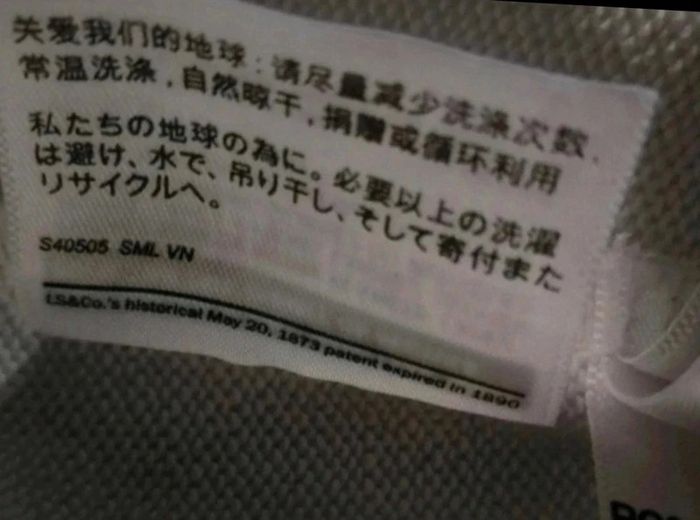 关爱我们的地球：请尽量减少洗涤次数，
常温洗涤，自然晾干，捐赠或循环利用
私たちの地球の為に。必要以上の洗濯
は避け、水で、吊り干し、そして寄付また
リサイクルへ。
S40505 SML VN
LS&Co.'s historical May 20, 1873 patent expired in 1890